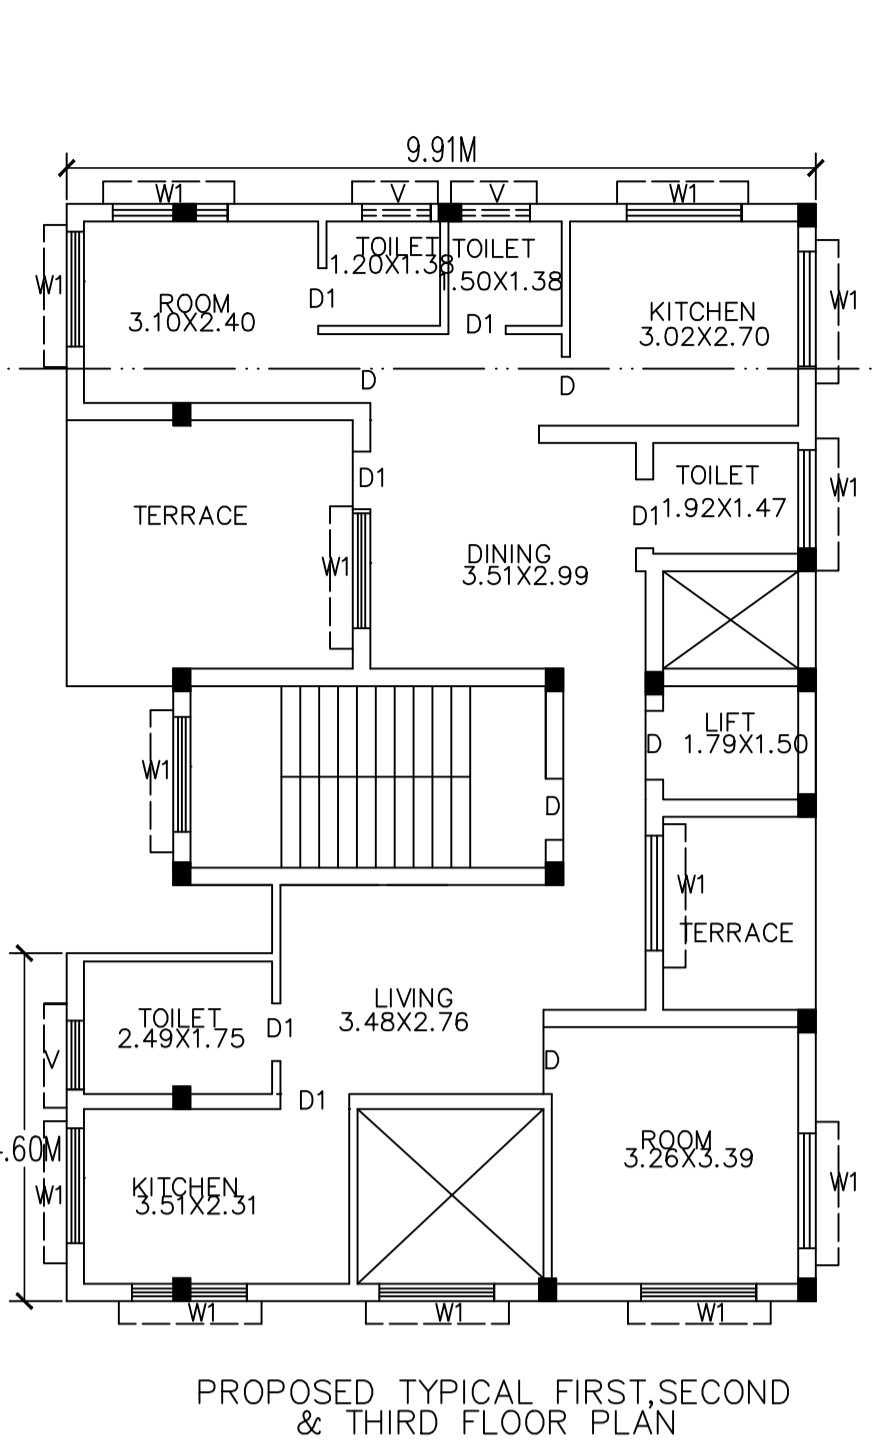 9.91M
W1
V
V
W1
W1
TOILET
1.20X1.38
TOILET
.50X1.38
ROOM
3.10X2.40
D1
D1
KITCHEN
3.02X2.70
W1
D
D
D1
TERRACE
W1
DINING
3.51X2.99
TOILET
D1
1.92X1.47
W1
W1
D
D
LIFT
1.79X1.50
W1
TERRACE
TOILET
2.49X1.75
D1
LIVING
3.48X2.76
V
D
D1
.60M
W1
KITCHEN
3.51X2.31
ROOM
3.26X3.39
W1
W1
W1
W1
PROPOSED TYPICAL FIRST,SECOND
& THIRD FLOOR PLAN